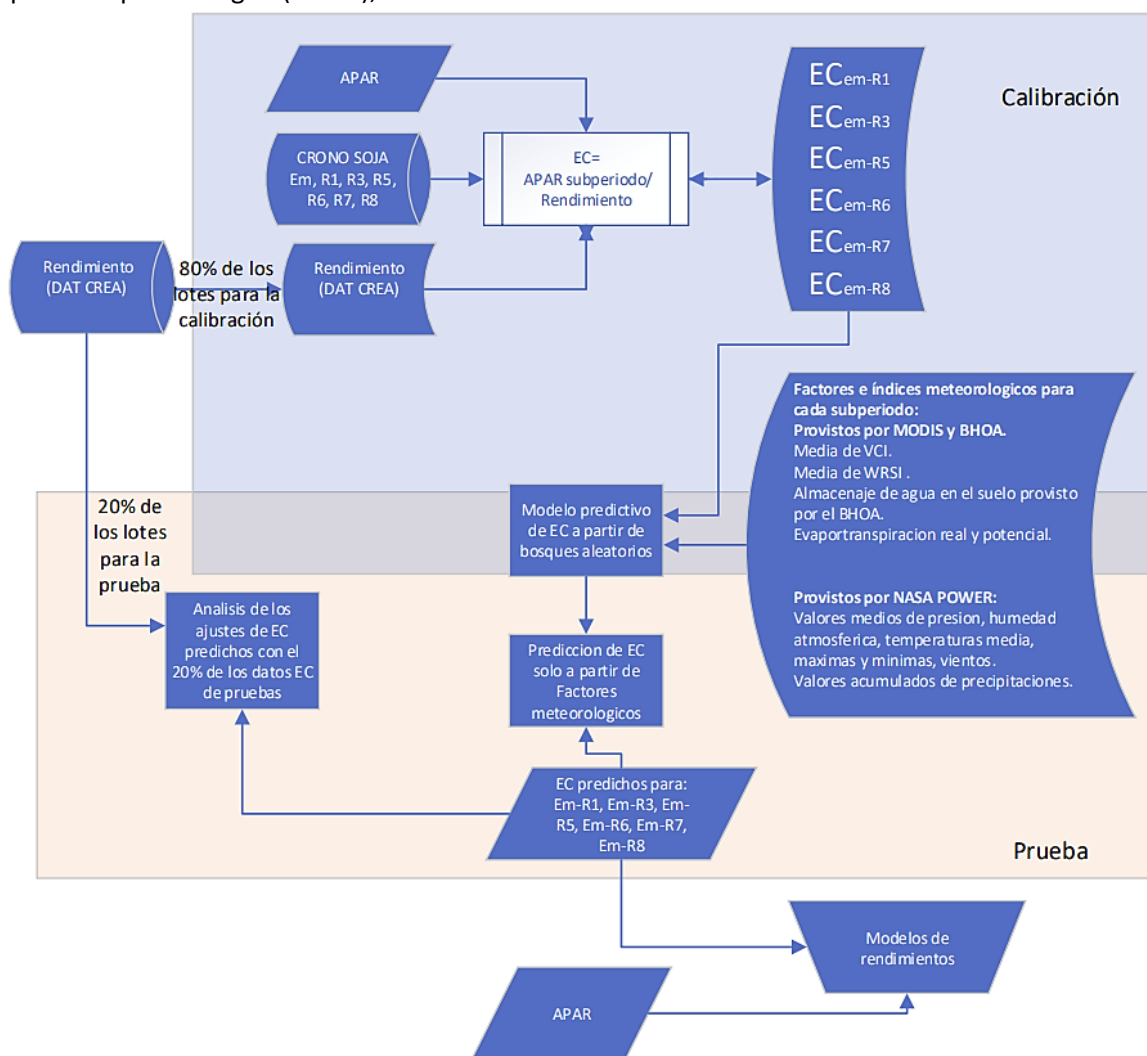 APAR
Calibración
CRONO SOJA
Em, R1, R3, R5,
R6, R7, R8
EC=
APAR subperiodo/
Rendimiento
ECem-R1
ECem-R3
ECem-R5
ECem-R6
ECem-R7
ECem-R8
Rendimiento
(DAT CREA)
80% de los
lotes para la
calibración
Rendimiento
(DAT CREA)
Factores e índices meteorologicos para
cada subperiodo:
Provistos por MODIS y BHOA.
Media de VCI.
Media de WRSI .
Almacenaje de agua en el suelo provisto
por el BHOA.
Evaportranspiracion real y potencial.
Provistos por NASA POWER:
Valores medios de presion, humedad
atmosferica, temperaturas media,
maximas y minimas, vientos.
Valores acumulados de precipitaciones.
20% de
los lotes
para la
prueba
Modelo predictivo
de EC a partir de
bosques aleatorios
Analisis de los
ajustes de EC
predichos con el
20% de los datos EC
de pruebas
Prediccion de EC
solo a partir de
Factores
meteorologicos
EC predichos para:
Em-R1, Em-R3, Em-
R5, Em-R6, Em-R7,
Em-R8
Prueba
Modelos de
rendimientos
APAR